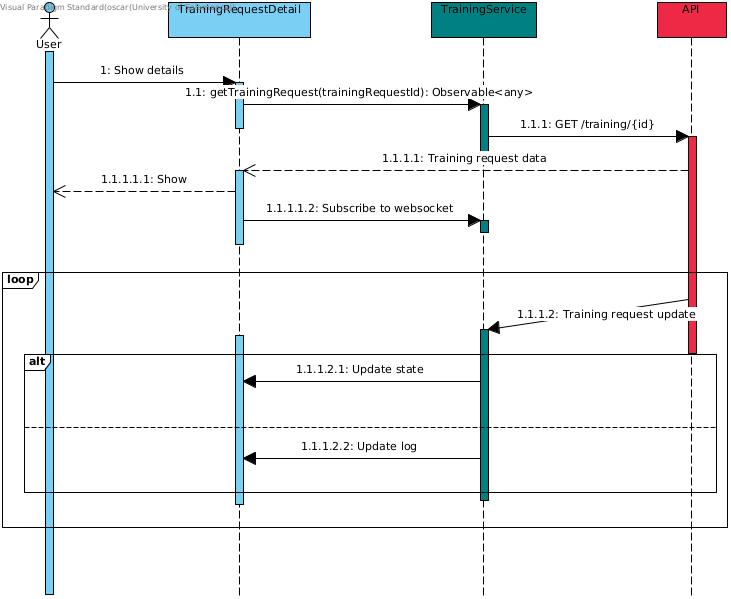 Visual Paradigm Standard(oscar(University
TrainingRequestDetail
TrainingService
API
User
1: Show details
1.1: getTrainingRequest(trainingRequestId): Observable<any>
1.1.1: GET /training/{id}
1.1.1.1: Training request data
1.1.1.1.1: Show
1.1.1.1.2: Subscribe to websocket
loop
1.1.1.2: Training request update
alt
1.1.1.2.1: Update state
1.1.1.2.2: Update log